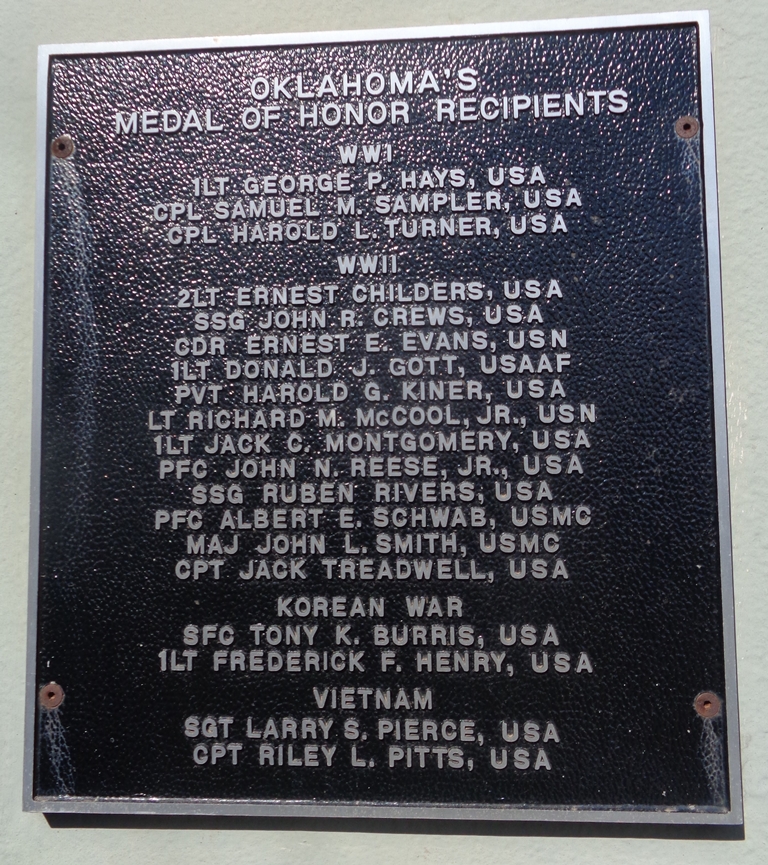 OKLAHOMA'S
MEDAL OF HONOR RECIPIENTS
WWI
1LT GEORGE P. HAYS, USA
CPL SAMUEL M. SAMPLER, USA
CPL HAROLD L. TURNER, USA
WWII
2LT ERNEST CHILDERS, USA
SSG JOHN R. CREWS, USA
CDR ERNEST E. EVANS, USN
1LT DONALD J. GOTT, USAAF
PVT HAROLD G. KINER, USA
LT RICHARD M. McCOOL, JR., USN
1LT JACK C. MONTGOMERY, USA
PFC JOHN N. REESE, JR., USA
SSG RUBEN RIVERS, USA
PFC ALBERT E. SCHWAB, USMC
MAJ JOHN L. SMITH, USMC
CPT JACK TREADWELL, USA
KOREAN WAR
SFC TONY K. BURRIS, USA
1LT FREDERICK F. HENRY, USA
VIETNAM
SGT LARRY S. PIERCE, USA
CPT RILEY L. PITTS, USA